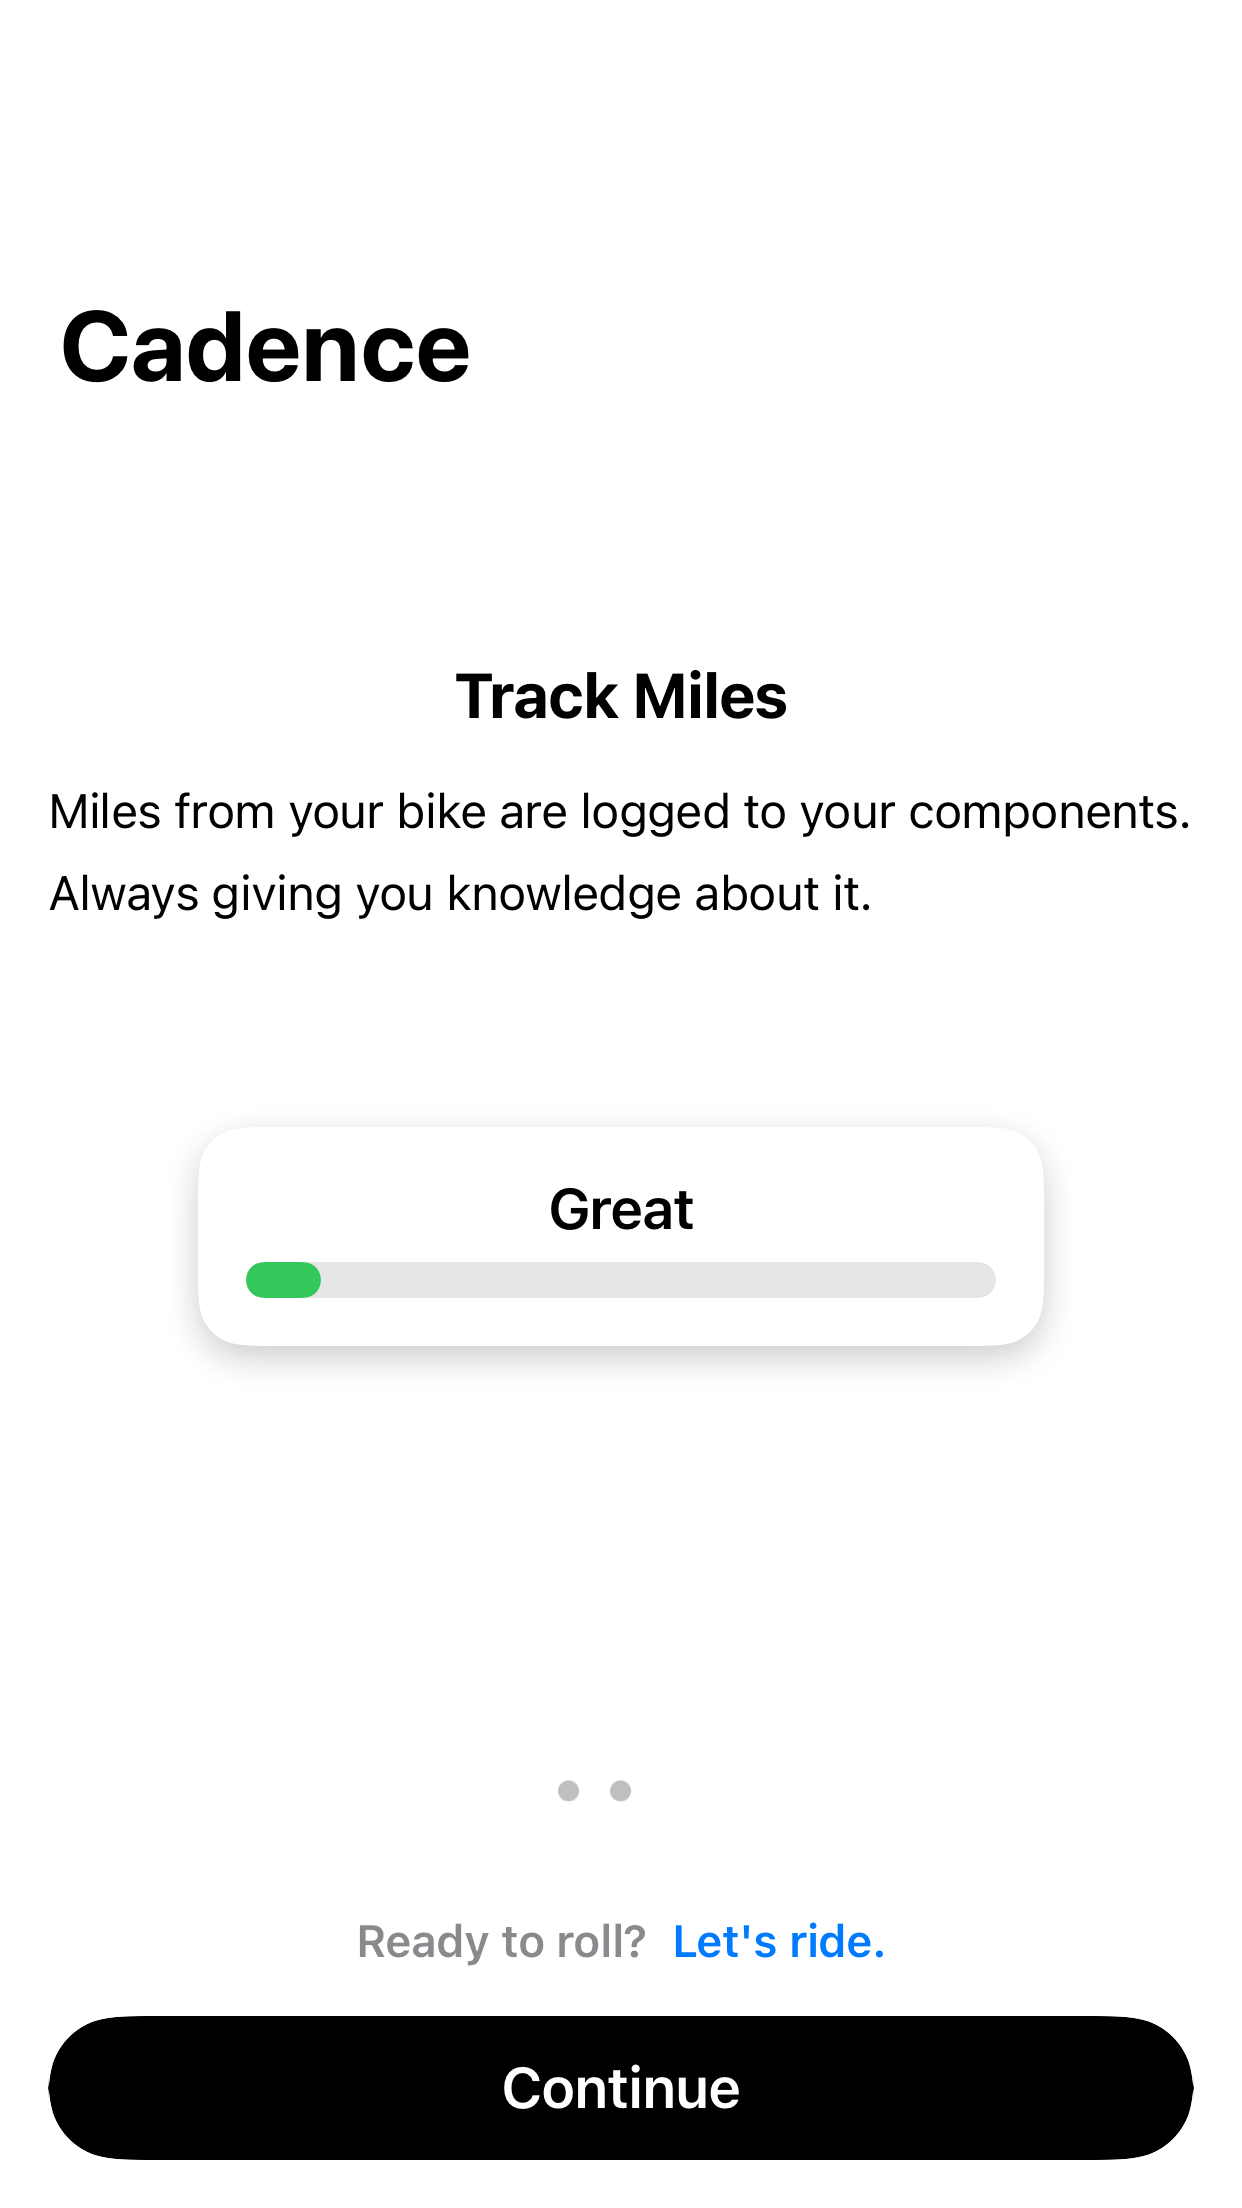 Cadence
Track Miles
Miles from your bike are logged to your components.
Always giving you knowledge about it.
Great
Ready to roll? Let's ride.
Continue